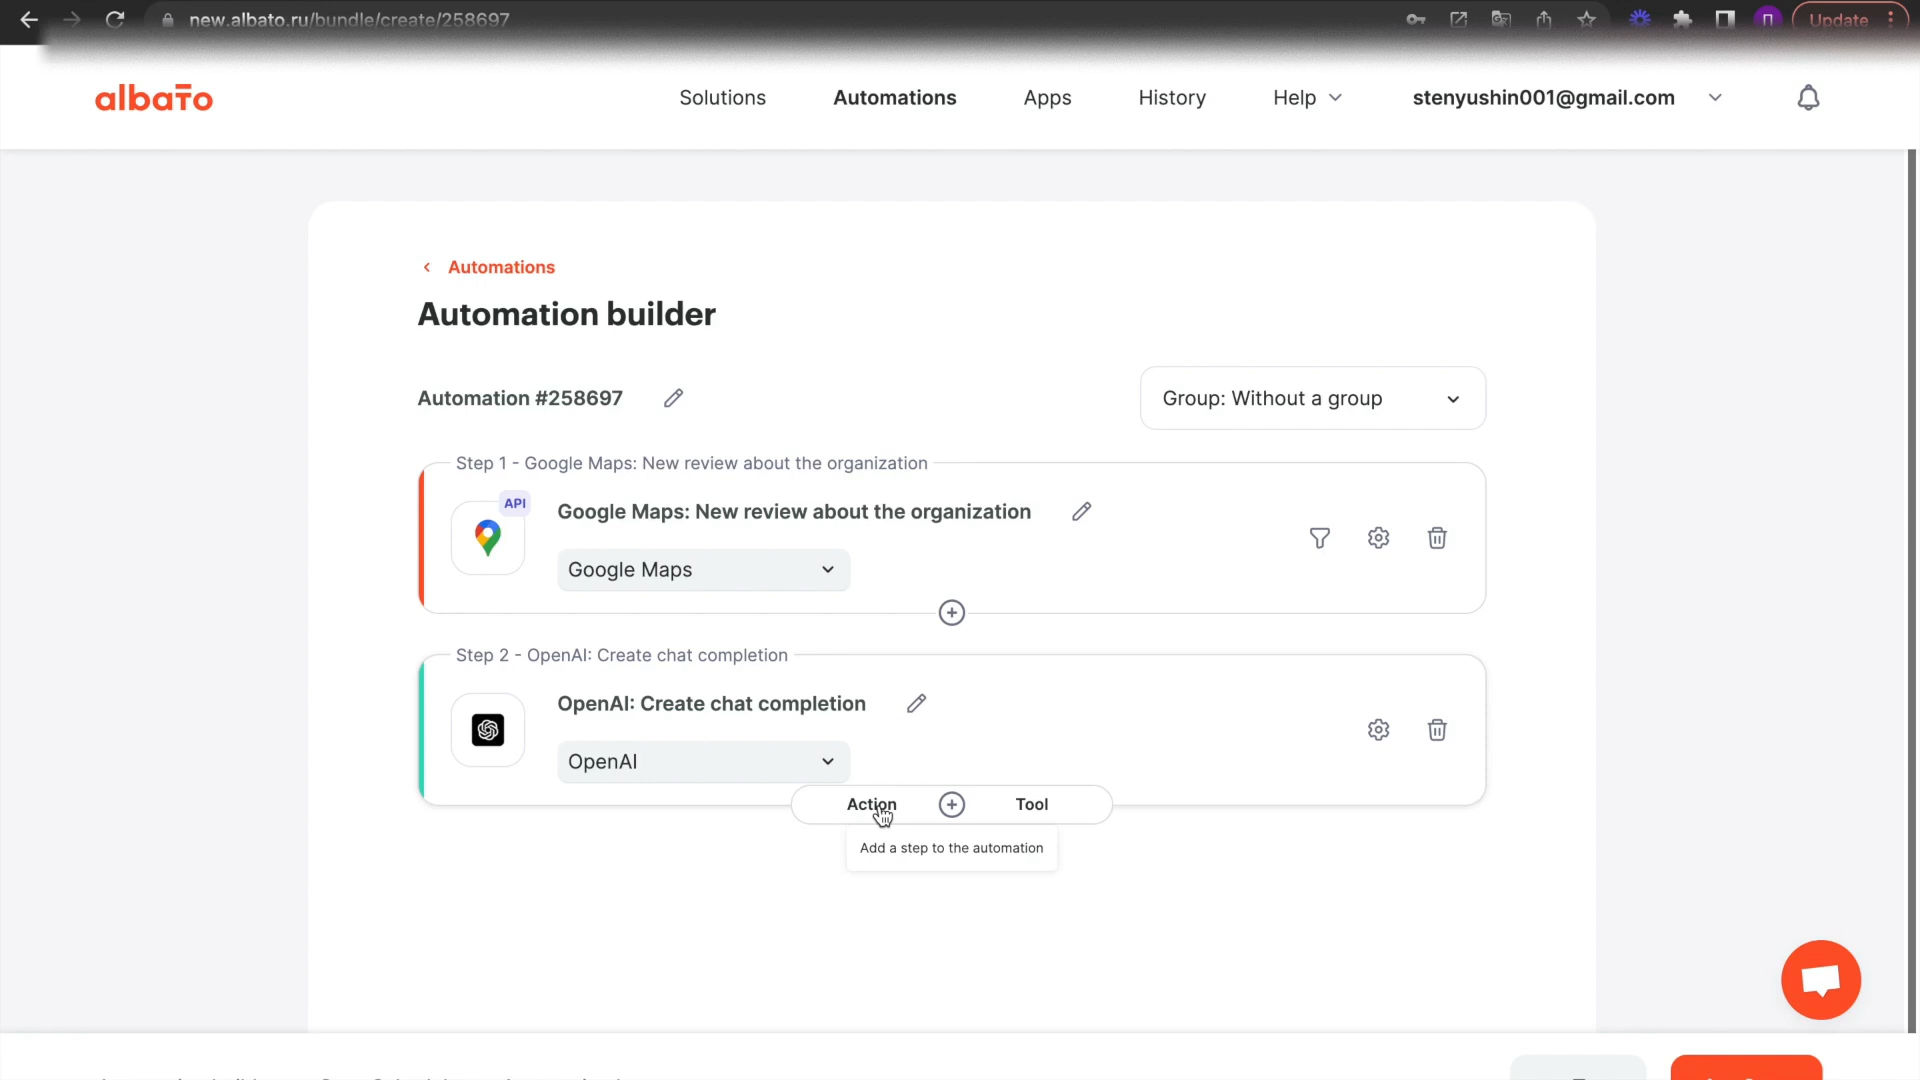 new.albato.ru/bundle/create/258697
Update
albato
Solutions
Automations
Apps
History
Help
stenyushin001@gmail.com
Automations
Automation builder
Automation #258697
Group: Without a group
Step 1 - Google Maps: New review about the organization
API
Google Maps: New review about the organization
Google Maps
Step 2 - OpenAI: Create chat completion
OpenAI: Create chat completion
OpenAI
Action
Tool
Add a step to the automation